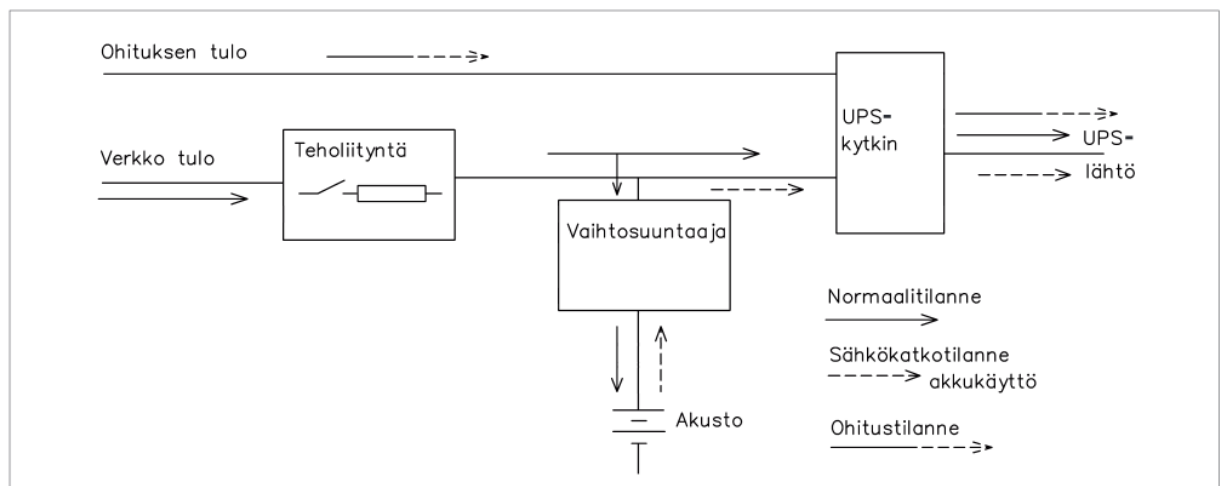 Ohituksen tulo
UPS-
kytkin
UPS-
lähtö
Verkko tulo
Teholiityntä
Vaihtosuuntaaja
Akusto
Normaalitilanne
Sähkökatkotilanne
akkukäyttö
Ohitustilanne